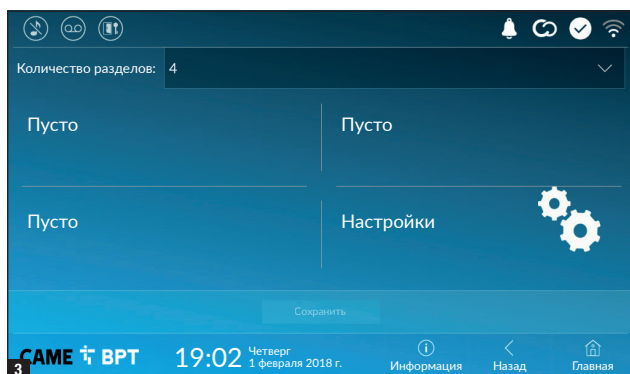 Количество разделов: 4
Пусто
Пусто
Пусто
Настройки
Сохранить
CAME BPT
19:02
Четверг
1 февраля 2018 г.
Информация
Назад
Главная
3